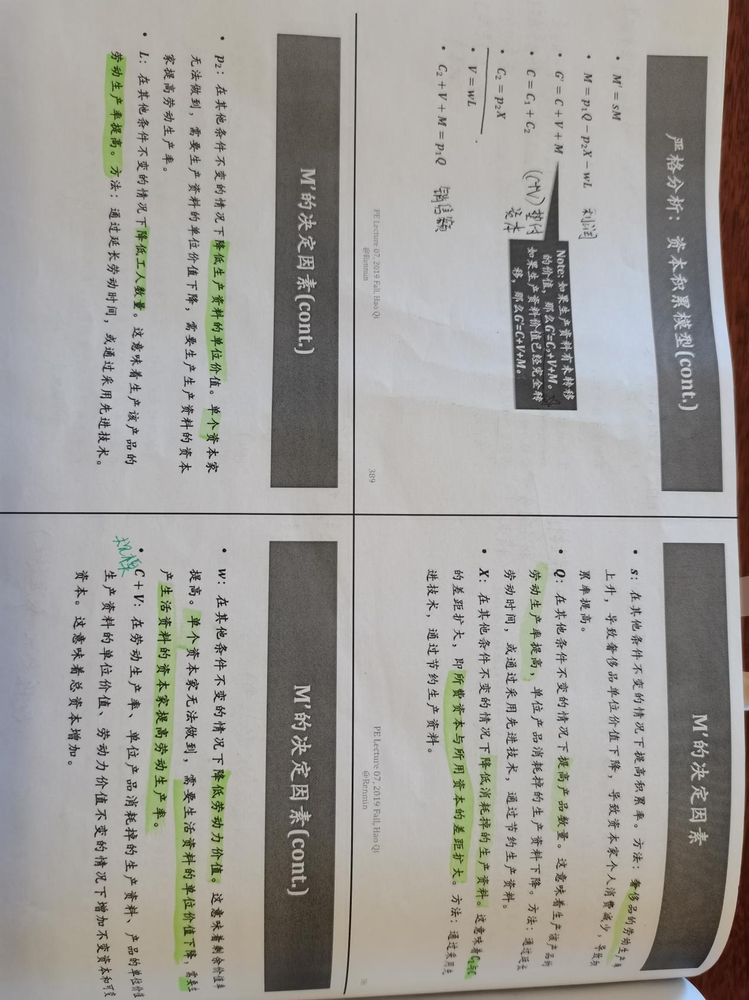 严格分析：资本积累模型(cont.)
• M′ = sM
• M = p₁Q − p₂X − wL 利润
• G′ = C + V + M
• C = C₁ + C₂ (C+V) 垫付
资本
• C₂ = p₂X
• V = wL
• C₂ + V + M = p₁Q 销售额
Note: 如果生产资料有未转移
的价值，那么G′=C₁+V+M。
如果生产资料价值已经完全转
移，那么G′=C+V+M。
PE Lecture 07, 2019 Fall, Hao Qi
@Renmin
389
M′的决定因素
• s：在其他条件不变的情况下提高积累率。方法：奢侈品的劳动生产率
上升，导致奢侈品单位价值下降，导致资本家个人消费减少，导致积
累率提高。
• Q：在其他条件不变的情况下提高产品数量。这意味着生产该产品的
劳动生产率提高，单位产品消耗掉的生产资料下降。方法：通过延长
劳动时间，或通过采用先进技术，通过节约生产资料。
• X：在其他条件不变的情况下降低消耗掉的生产资料。这意味着C₂与C
的差距扩大，即所费资本与所用资本的差距扩大。方法：通过采用先
进技术，通过节约生产资料。
PE Lecture 07, 2019 Fall, Hao Qi
@Renmin
M′的决定因素(cont.)
• p₂：在其他条件不变的情况下降低生产资料的单位价值。单个资本家
无法做到，需要生产资料的单位价值下降，需要生产生产资料的资本
家提高劳动生产率。
• L：在其他条件不变的情况下降低工人数量。这意味着生产该产品的
劳动生产率提高。方法：通过延长劳动时间，或通过采用先进技术。
M′的决定因素(cont.)
• w：在其他条件不变的情况下降低劳动力价值。这意味着剩余价值率
提高。单个资本家无法做到，需要生活资料的单位价值下降，需要生
产生活资料的资本家提高劳动生产率。
• C + V：在劳动生产率、单位产品消耗掉的生产资料、产品的单位价值
生产资料的单位价值、劳动力价值不变的情况下增加不变资本和可变
资本。这意味着总资本增加。
规模